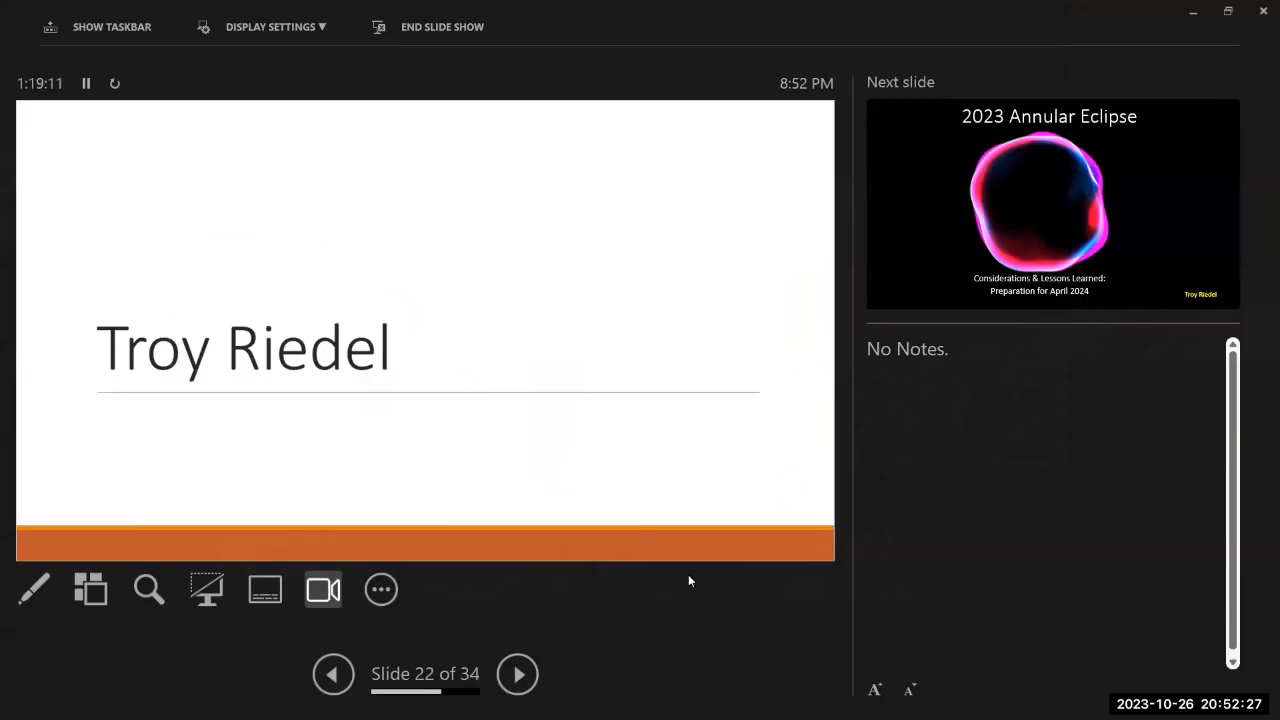 SHOW TASKBAR
DISPLAY SETTINGS ▼
END SLIDE SHOW
1:19:11
8:52 PM
Troy Riedel
Slide 22 of 34
Next slide
2023 Annular Eclipse
Considerations & Lessons Learned:
Preparation for April 2024
Troy Riedel
No Notes.
A A
2023-10-26 20:52:27